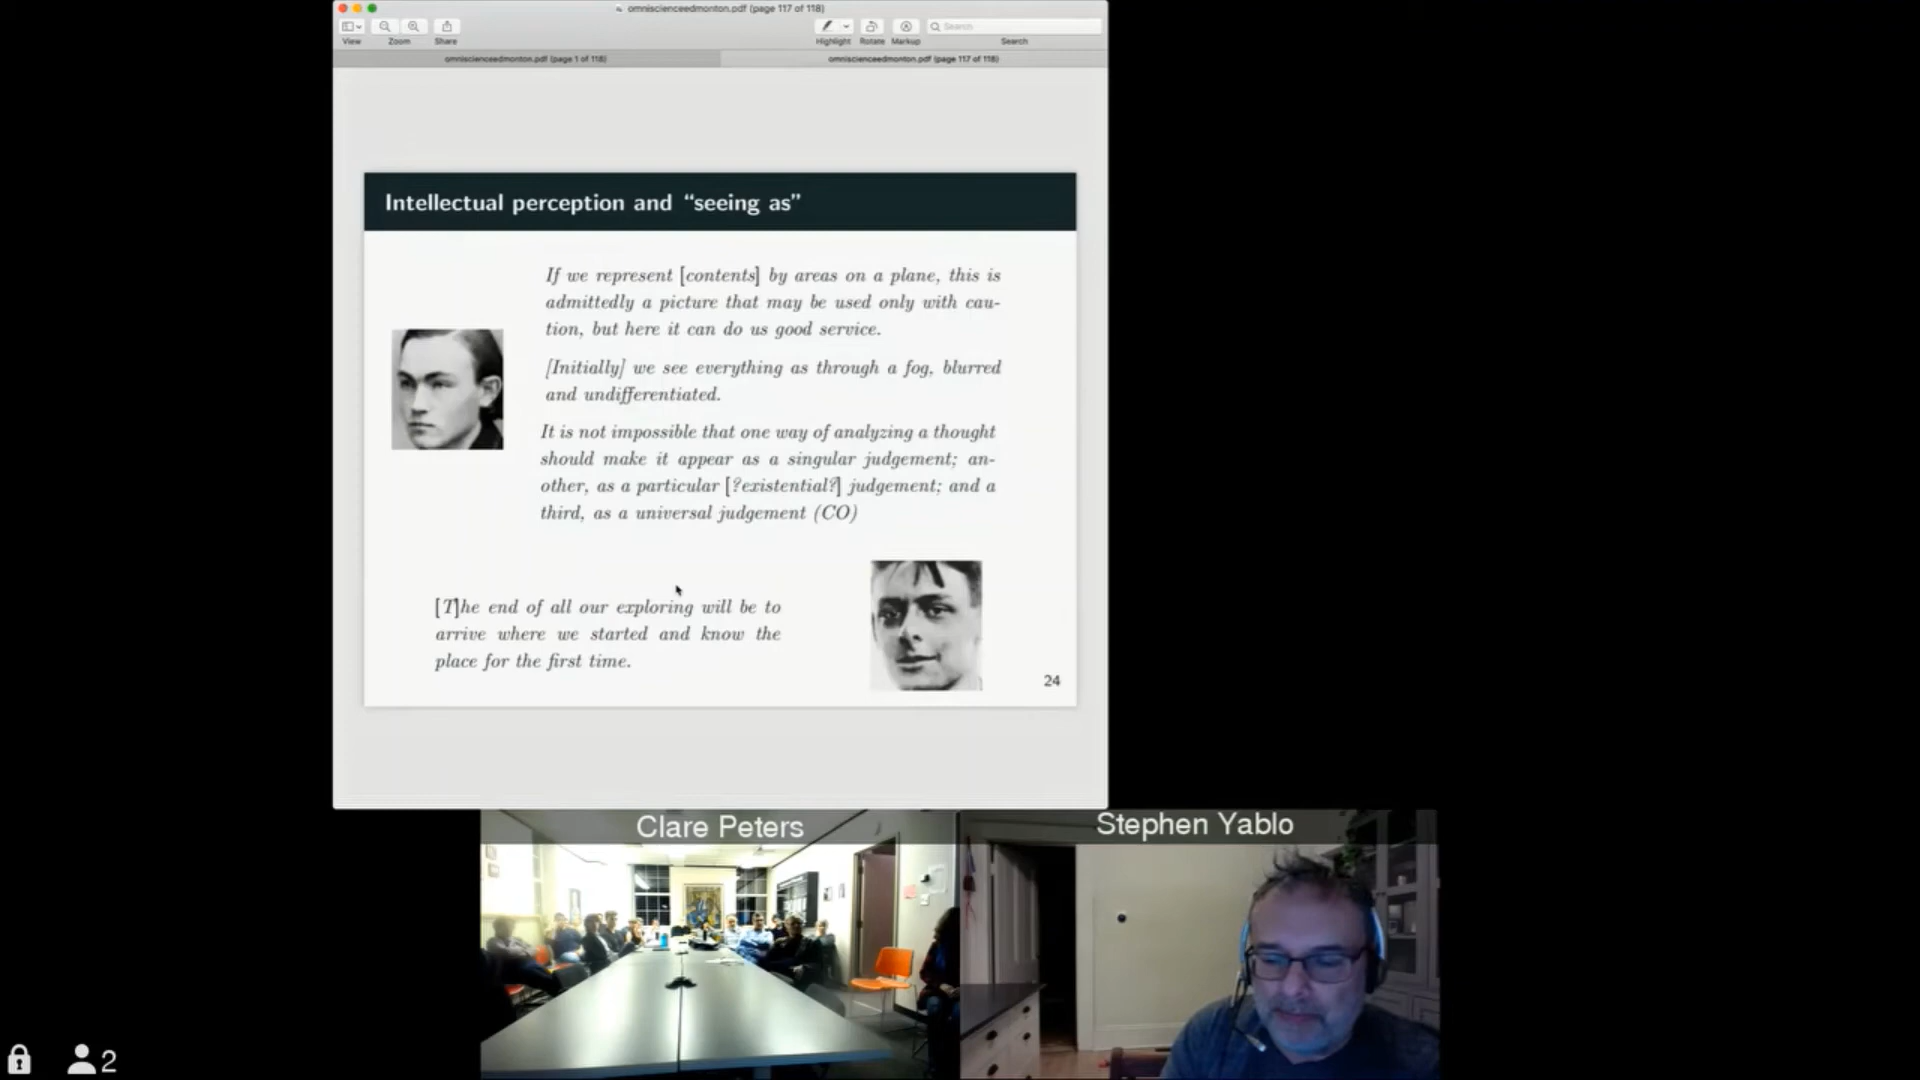 omniscienceedmonton.pdf (page 117 of 118)
View
Zoom
Share
Highlight
Rotate
Markup
Search
Search
omniscienceedmonton.pdf (page 1 of 118)
omniscienceedmonton.pdf (page 117 of 118)
Intellectual perception and “seeing as”
If we represent [contents] by areas on a plane, this is
admittedly a picture that may be used only with cau-
tion, but here it can do us good service.
[Initially] we see everything as through a fog, blurred
and undifferentiated.
It is not impossible that one way of analyzing a thought
should make it appear as a singular judgement; an-
other, as a particular [?existential?] judgement; and a
third, as a universal judgement (CO)
[T]he end of all our exploring will be to
arrive where we started and know the
place for the first time.
24
Clare Peters
Stephen Yablo
2